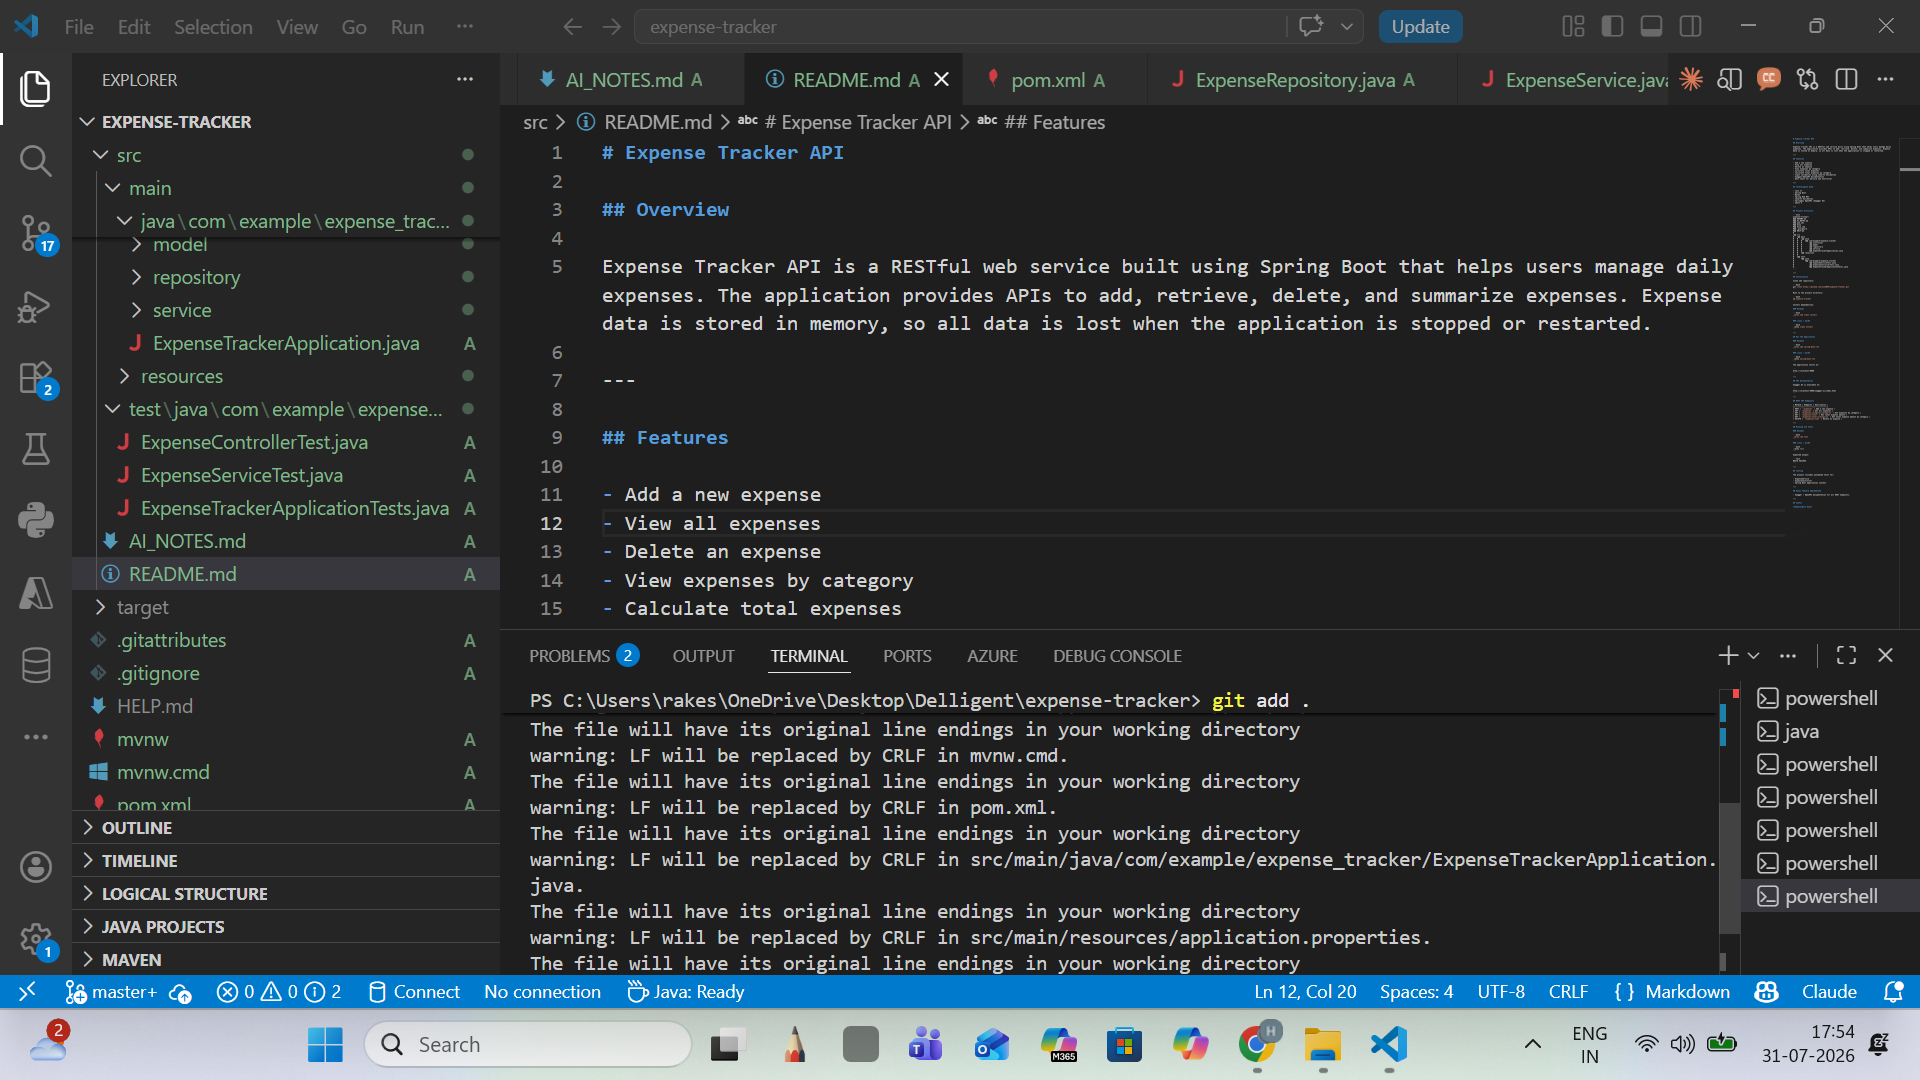 File Edit Selection View Go Run
expense-tracker
Update
EXPLORER
EXPENSE-TRACKER
src
main
java\com\example\expense_trac...
model
repository
service
ExpenseTrackerApplication.java A
resources
test\java\com\example\expense...
ExpenseControllerTest.java A
ExpenseServiceTest.java A
ExpenseTrackerApplicationTests.java A
AI_NOTES.md A
README.md A
target
.gitattributes A
.gitignore A
HELP.md
mvnw A
mvnw.cmd A
pom.xml A
OUTLINE
TIMELINE
LOGICAL STRUCTURE
JAVA PROJECTS
MAVEN
17
2
1
AI_NOTES.md A
README.md A
pom.xml A
ExpenseRepository.java A
ExpenseService.java
CC
src > README.md > abc # Expense Tracker API > abc ## Features
1 # Expense Tracker API
2
3 ## Overview
4
5 Expense Tracker API is a RESTful web service built using Spring Boot that helps users manage daily
expenses. The application provides APIs to add, retrieve, delete, and summarize expenses. Expense
data is stored in memory, so all data is lost when the application is stopped or restarted.
6
7 ---
8
9 ## Features
10
11 - Add a new expense
12 - View all expenses
13 - Delete an expense
14 - View expenses by category
15 - Calculate total expenses
PROBLEMS 2 OUTPUT TERMINAL PORTS AZURE DEBUG CONSOLE
PS C:\Users\rakes\OneDrive\Desktop\Delligent\expense-tracker> git add .
The file will have its original line endings in your working directory
warning: LF will be replaced by CRLF in mvnw.cmd.
The file will have its original line endings in your working directory
warning: LF will be replaced by CRLF in pom.xml.
The file will have its original line endings in your working directory
warning: LF will be replaced by CRLF in src/main/java/com/example/expense_tracker/ExpenseTrackerApplication.
java.
The file will have its original line endings in your working directory
warning: LF will be replaced by CRLF in src/main/resources/application.properties.
The file will have its original line endings in your working directory
powershell
java
powershell
powershell
powershell
powershell
powershell
master+ 0 0 2 Connect No connection Java: Ready
Ln 12, Col 20 Spaces: 4 UTF-8 CRLF { } Markdown Claude
2
Search
T
O
M365
H
ENG
IN
17:54
31-07-2026